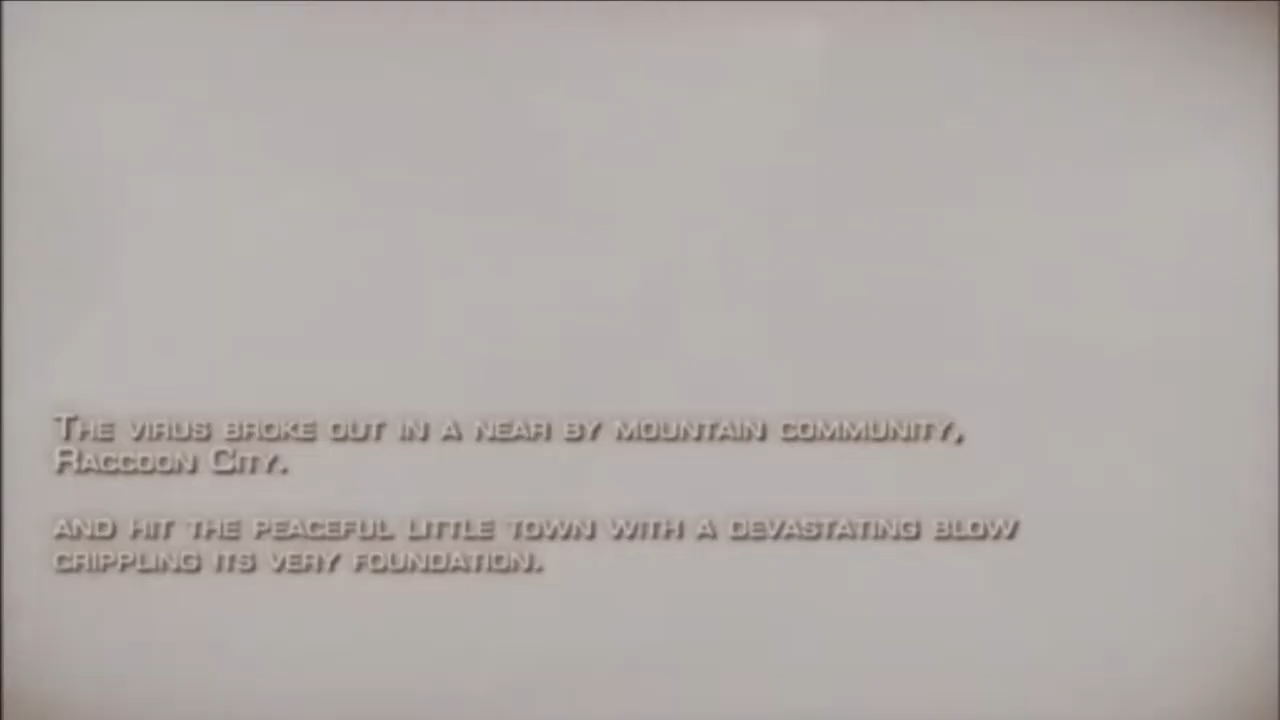 The virus broke out in a near by mountain community,
Raccoon City.
and hit the peaceful little town with a devastating blow
crippling its very foundation.